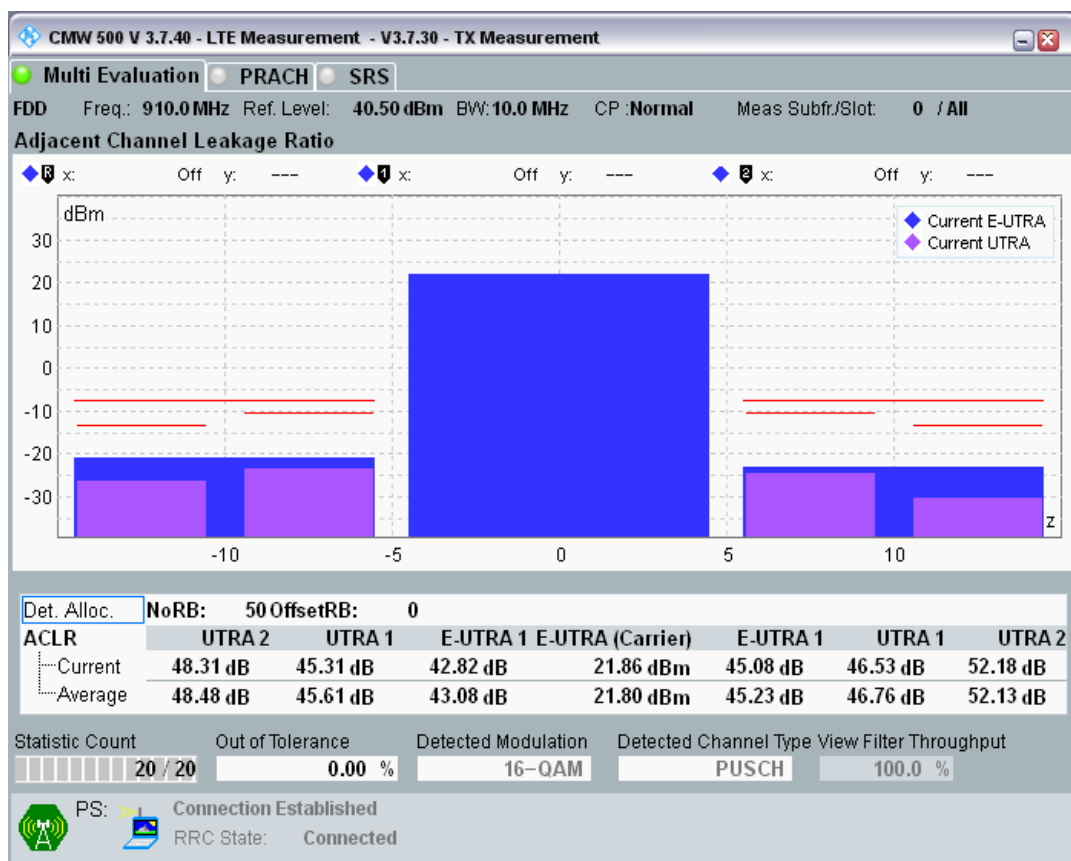 CMW 500 V 3.7.40 - LTE Measurement - V3.7.30 - TX Measurement
Multi Evaluation PRACH SRS
FDD Freq.: 910.0 MHz Ref. Level: 40.50 dBm BW: 10.0 MHz CP :Normal Meas Subfr./Slot: 0 / All
Adjacent Channel Leakage Ratio
R x: Off y: --- 1 x: Off y: --- 2 x: Off y: ---
dBm
Current E-UTRA
Current UTRA
30
20
10
0
-10
-20
-30
z
-10 -5 0 5 10
Det. Alloc. NoRB: 50 OffsetRB: 0
ACLR UTRA 2 UTRA 1 E-UTRA 1 E-UTRA (Carrier) E-UTRA 1 UTRA 1 UTRA 2
Current 48.31 dB 45.31 dB 42.82 dB 21.86 dBm 45.08 dB 46.53 dB 52.18 dB
Average 48.48 dB 45.61 dB 43.08 dB 21.80 dBm 45.23 dB 46.76 dB 52.13 dB
Statistic Count Out of Tolerance Detected Modulation Detected Channel Type View Filter Throughput
20 / 20 0.00 % 16-QAM PUSCH 100.0 %
PS: Connection Established
RRC State: Connected